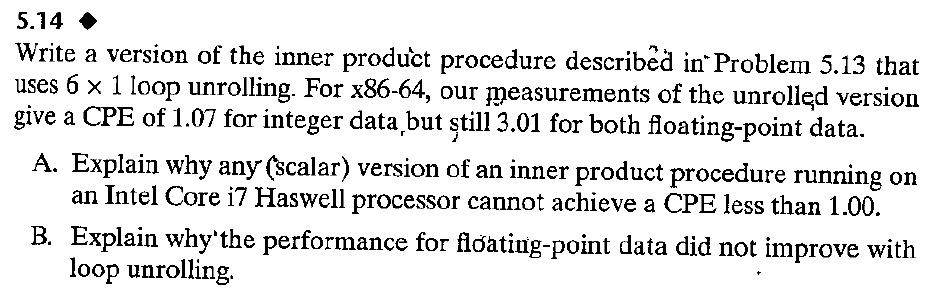 5.14 ◆
Write a version of the inner product procedure described in Problem 5.13 that
uses 6 × 1 loop unrolling. For x86-64, our measurements of the unrolled version
give a CPE of 1.07 for integer data but still 3.01 for both floating-point data.
A. Explain why any (scalar) version of an inner product procedure running on
an Intel Core i7 Haswell processor cannot achieve a CPE less than 1.00.
B. Explain why the performance for floating-point data did not improve with
loop unrolling.